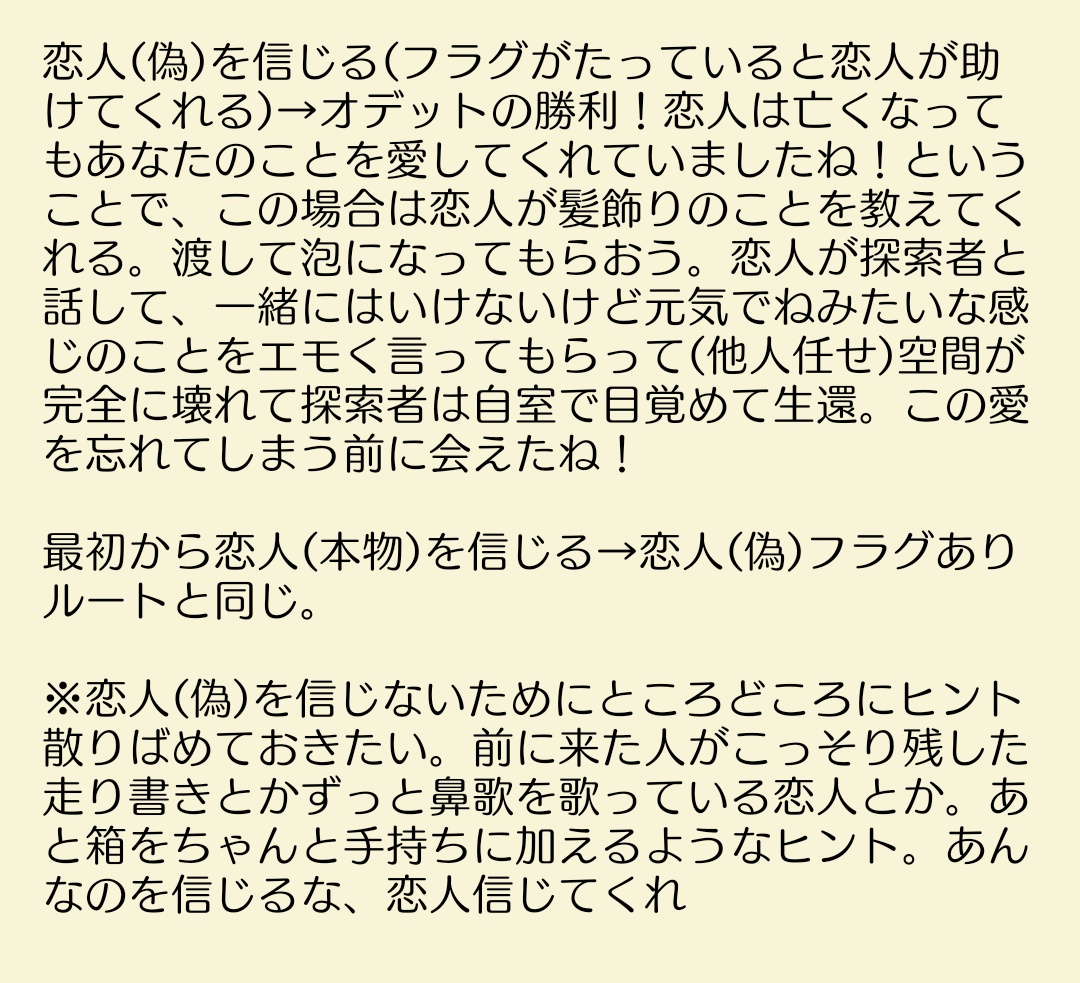 恋人(偽)を信じる(フラグがたっていると恋人が助
けてくれる)→オデットの勝利！恋人は亡くなって
もあなたのことを愛してくれていましたね！という
ことで、この場合は恋人が髪飾りのことを教えてく
れる。渡して泡になってもらおう。恋人が探索者と
話して、一緒にはいけないけど元気でねみたいな感
じのことをエモく言ってもらって(他人任せ)空間が
完全に壊れて探索者は自室で目覚めて生還。この愛
を忘れてしまう前に会えたね！

最初から恋人(本物)を信じる→恋人(偽)フラグあり
ルートと同じ。

※恋人(偽)を信じないためにところどころにヒント
散りばめておきたい。前に来た人がこっそり残した
走り書きとかずっと鼻歌を歌っている恋人とか。あ
と箱をちゃんと手持ちに加えるようなヒント。あん
なのを信じるな、恋人信じてくれ